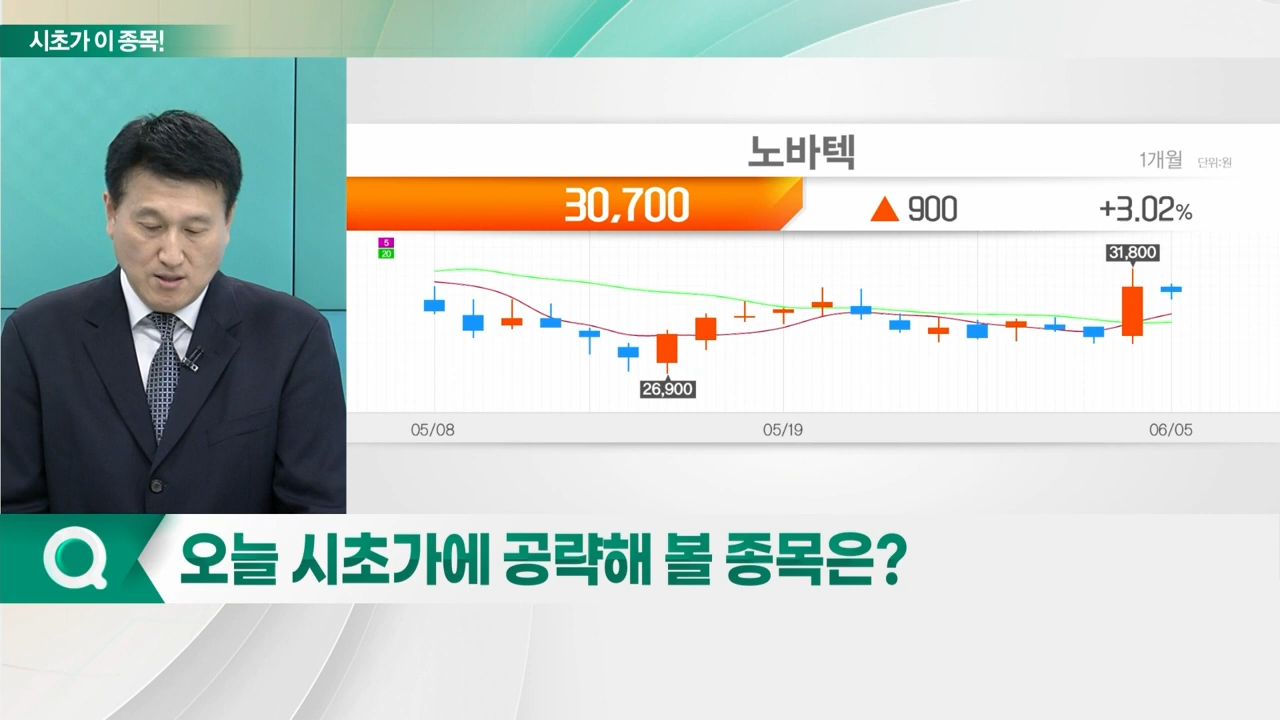 시초가 이 종목!
노바텍
1개월 단위:원
30,700 ▲ 900 +3.02%
5
20
31,800
26,900
05/08 05/19 06/05
Q 오늘 시초가에 공략해 볼 종목은?